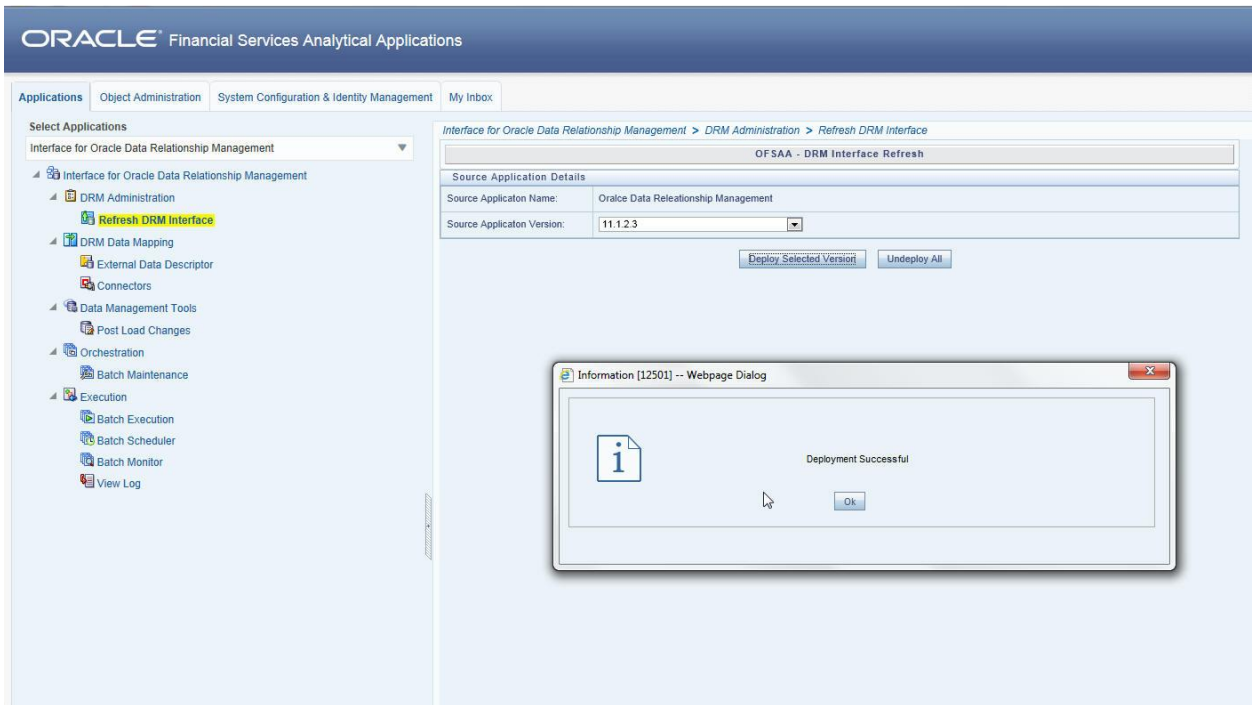 ORACLE® Financial Services Analytical Applications
Applications Object Administration System Configuration & Identity Management My Inbox
Select Applications
Interface for Oracle Data Relationship Management
Interface for Oracle Data Relationship Management
DRM Administration
Refresh DRM Interface
DRM Data Mapping
External Data Descriptor
Connectors
Data Management Tools
Post Load Changes
Orchestration
Batch Maintenance
Execution
Batch Execution
Batch Scheduler
Batch Monitor
View Log
Interface for Oracle Data Relationship Management > DRM Administration > Refresh DRM Interface
OFSAA - DRM Interface Refresh
Source Application Details
Source Applicaton Name: Oralce Data Releationship Management
Source Applicaton Version: 11.1.2.3
Deploy Selected Version Undeploy All
Information [12501] -- Webpage Dialog
Deployment Successful
Ok